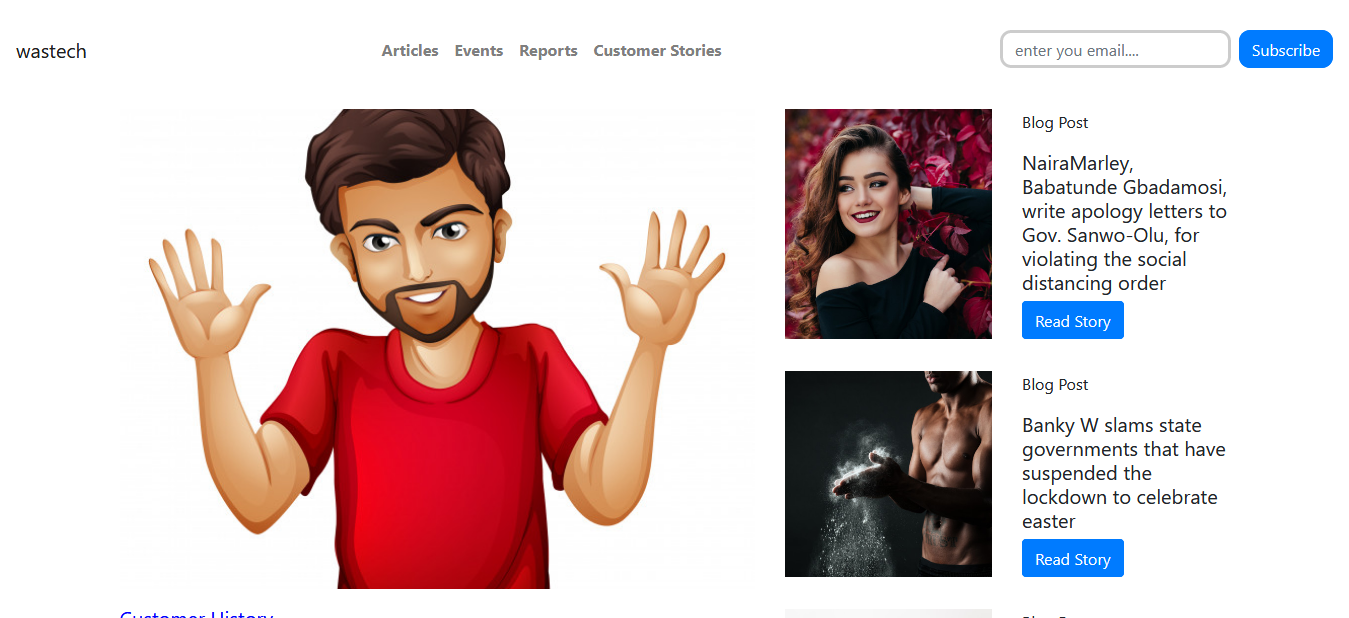 wastech
Articles Events Reports Customer Stories
enter you email....
Subscribe
Blog Post
NairaMarley,
Babatunde Gbadamosi,
write apology letters to
Gov. Sanwo-Olu, for
violating the social
distancing order
Read Story
Blog Post
Banky W slams state
governments that have
suspended the
lockdown to celebrate
easter
Read Story
Customer History